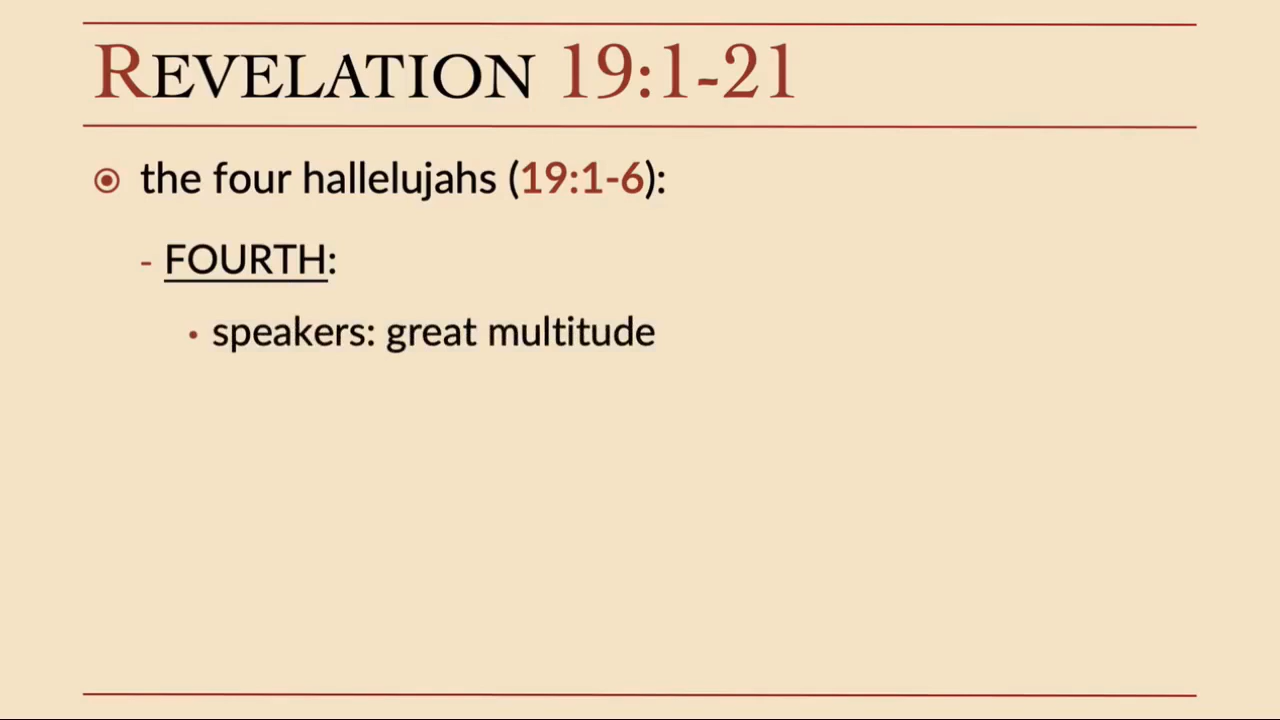 REVELATION 19:1-21
the four hallelujahs (19:1-6):
- FOURTH:
• speakers: great multitude